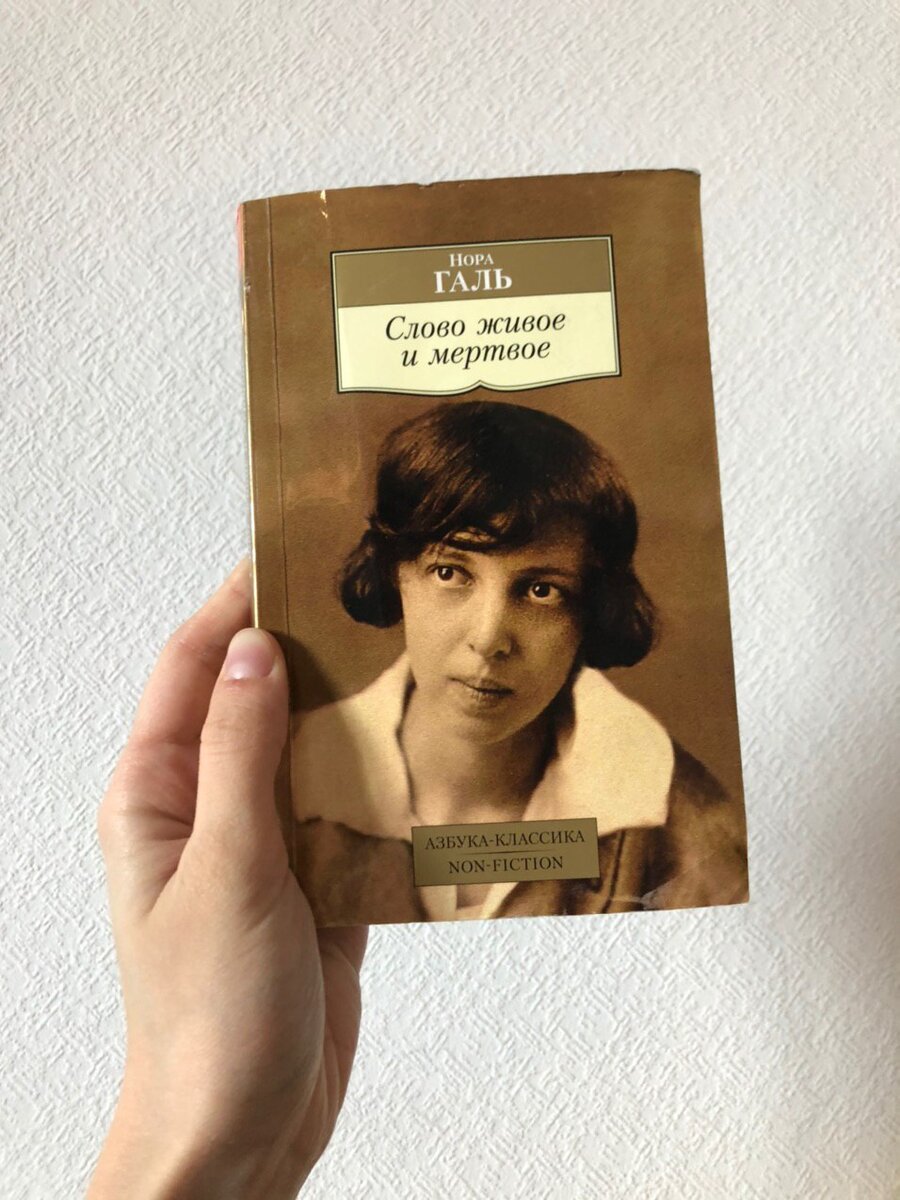 Нора
ГАЛЬ
Слово живое
и мертвое
АЗБУКА-КЛАССИКА
NON-FICTION